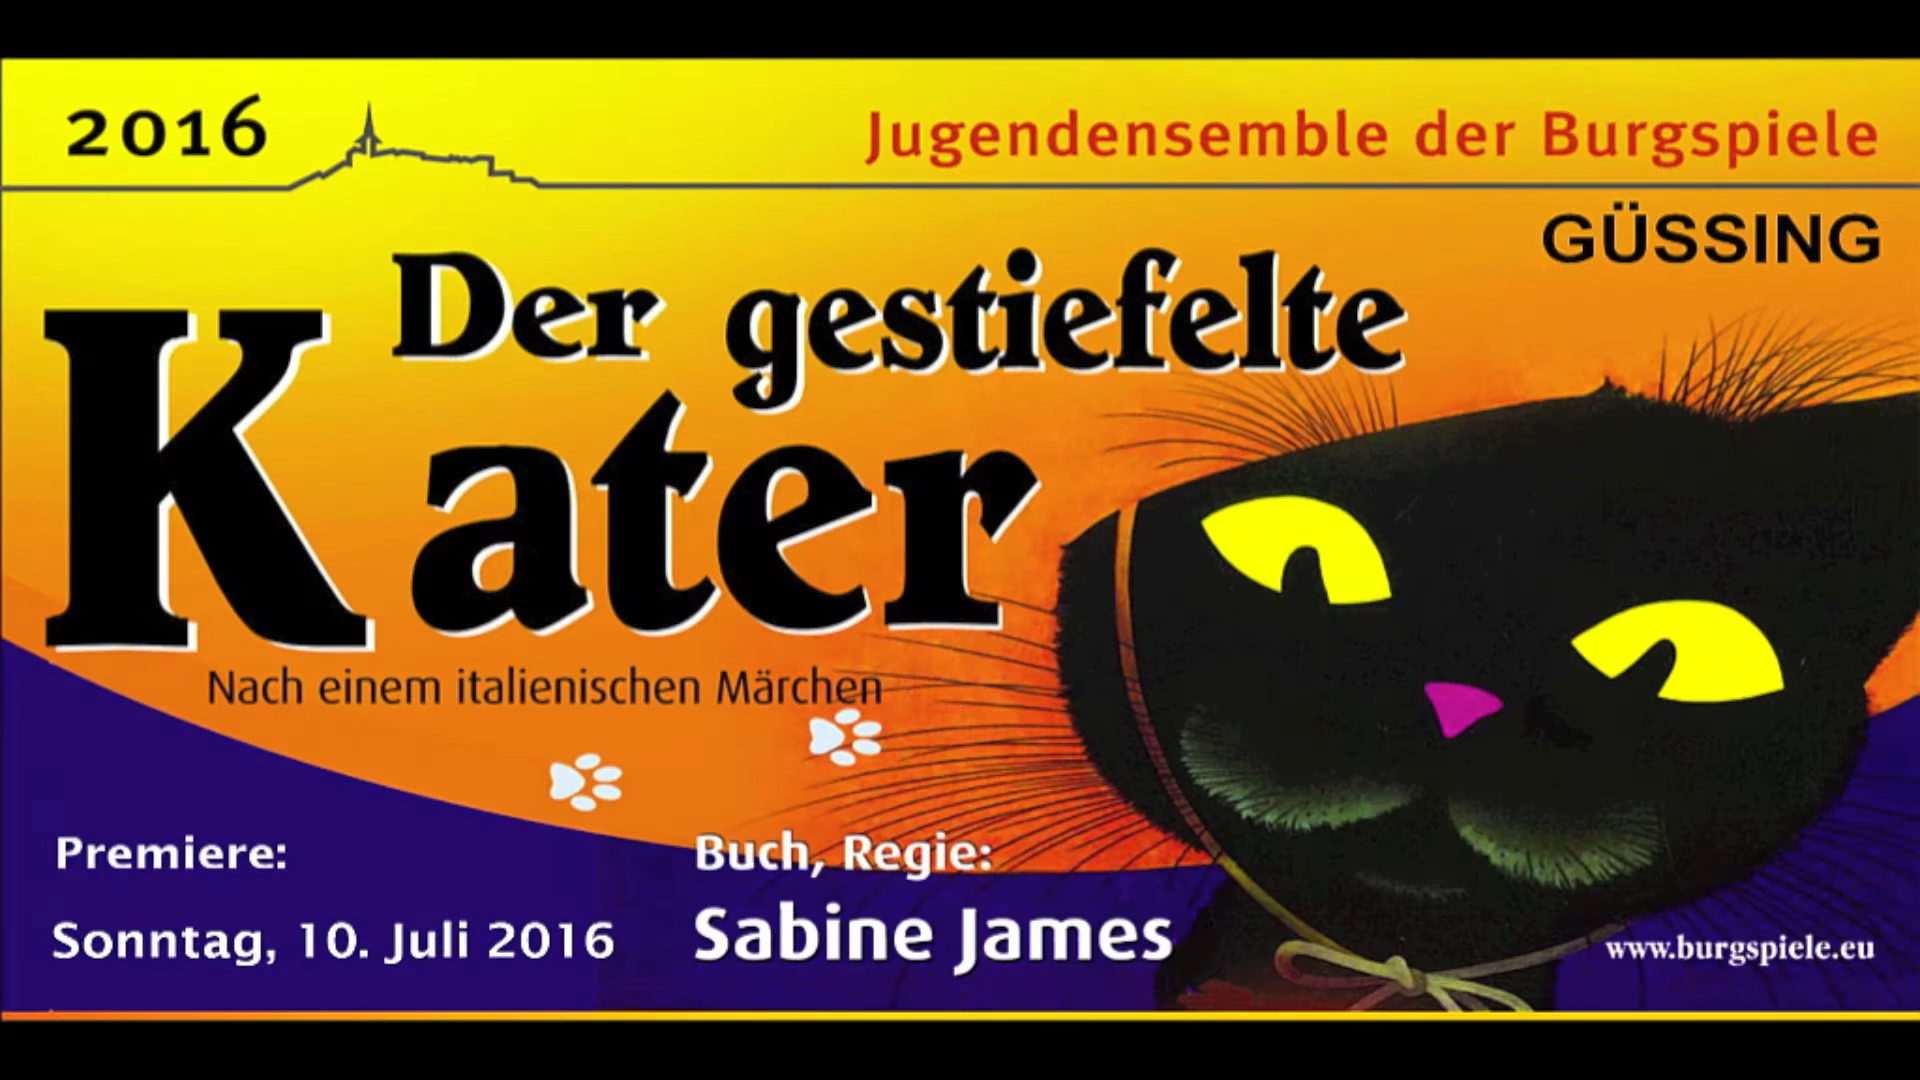 2016
Jugendensemble der Burgspiele
GÜSSING
Der gestiefelte
Kater
Nach einem italienischen Märchen
Premiere:
Sonntag, 10. Juli 2016
Buch, Regie:
Sabine James
www.burgspiele.eu